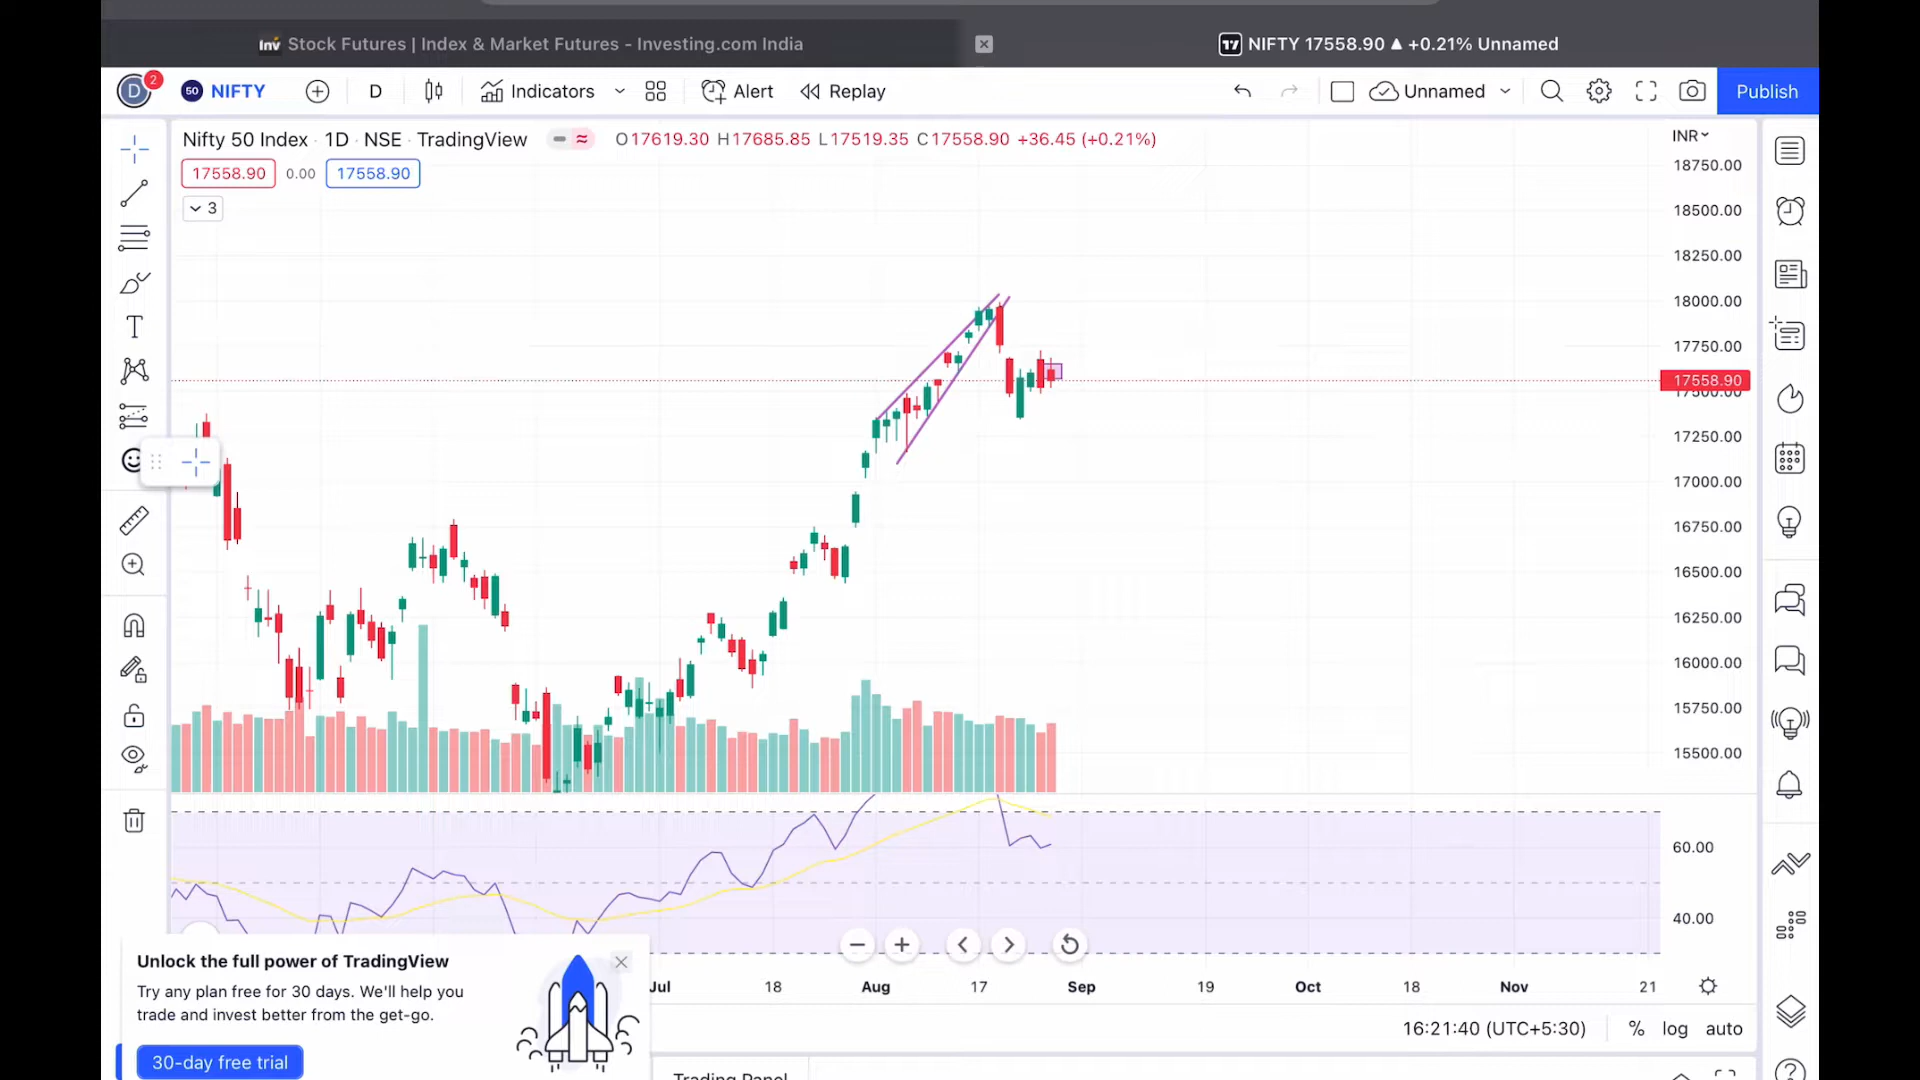 Inv Stock Futures | Index & Market Futures - Investing.com India
17 NIFTY 17558.90 ▲ +0.21% Unnamed
D 2 50 NIFTY D Indicators Alert Replay Unnamed Publish
Nifty 50 Index · 1D · NSE · TradingView O17619.30 H17685.85 L17519.35 C17558.90 +36.45 (+0.21%)
INR
17558.90 0.00 17558.90
3
18750.00
18500.00
18250.00
18000.00
17750.00
17558.90
17500.00
17250.00
17000.00
16750.00
16500.00
16250.00
16000.00
15750.00
15500.00
60.00
40.00
Jul 18 Aug 17 Sep 19 Oct 18 Nov 21
Unlock the full power of TradingView
Try any plan free for 30 days. We'll help you
trade and invest better from the get-go.
30-day free trial
16:21:40 (UTC+5:30) % log auto
Trading Panel